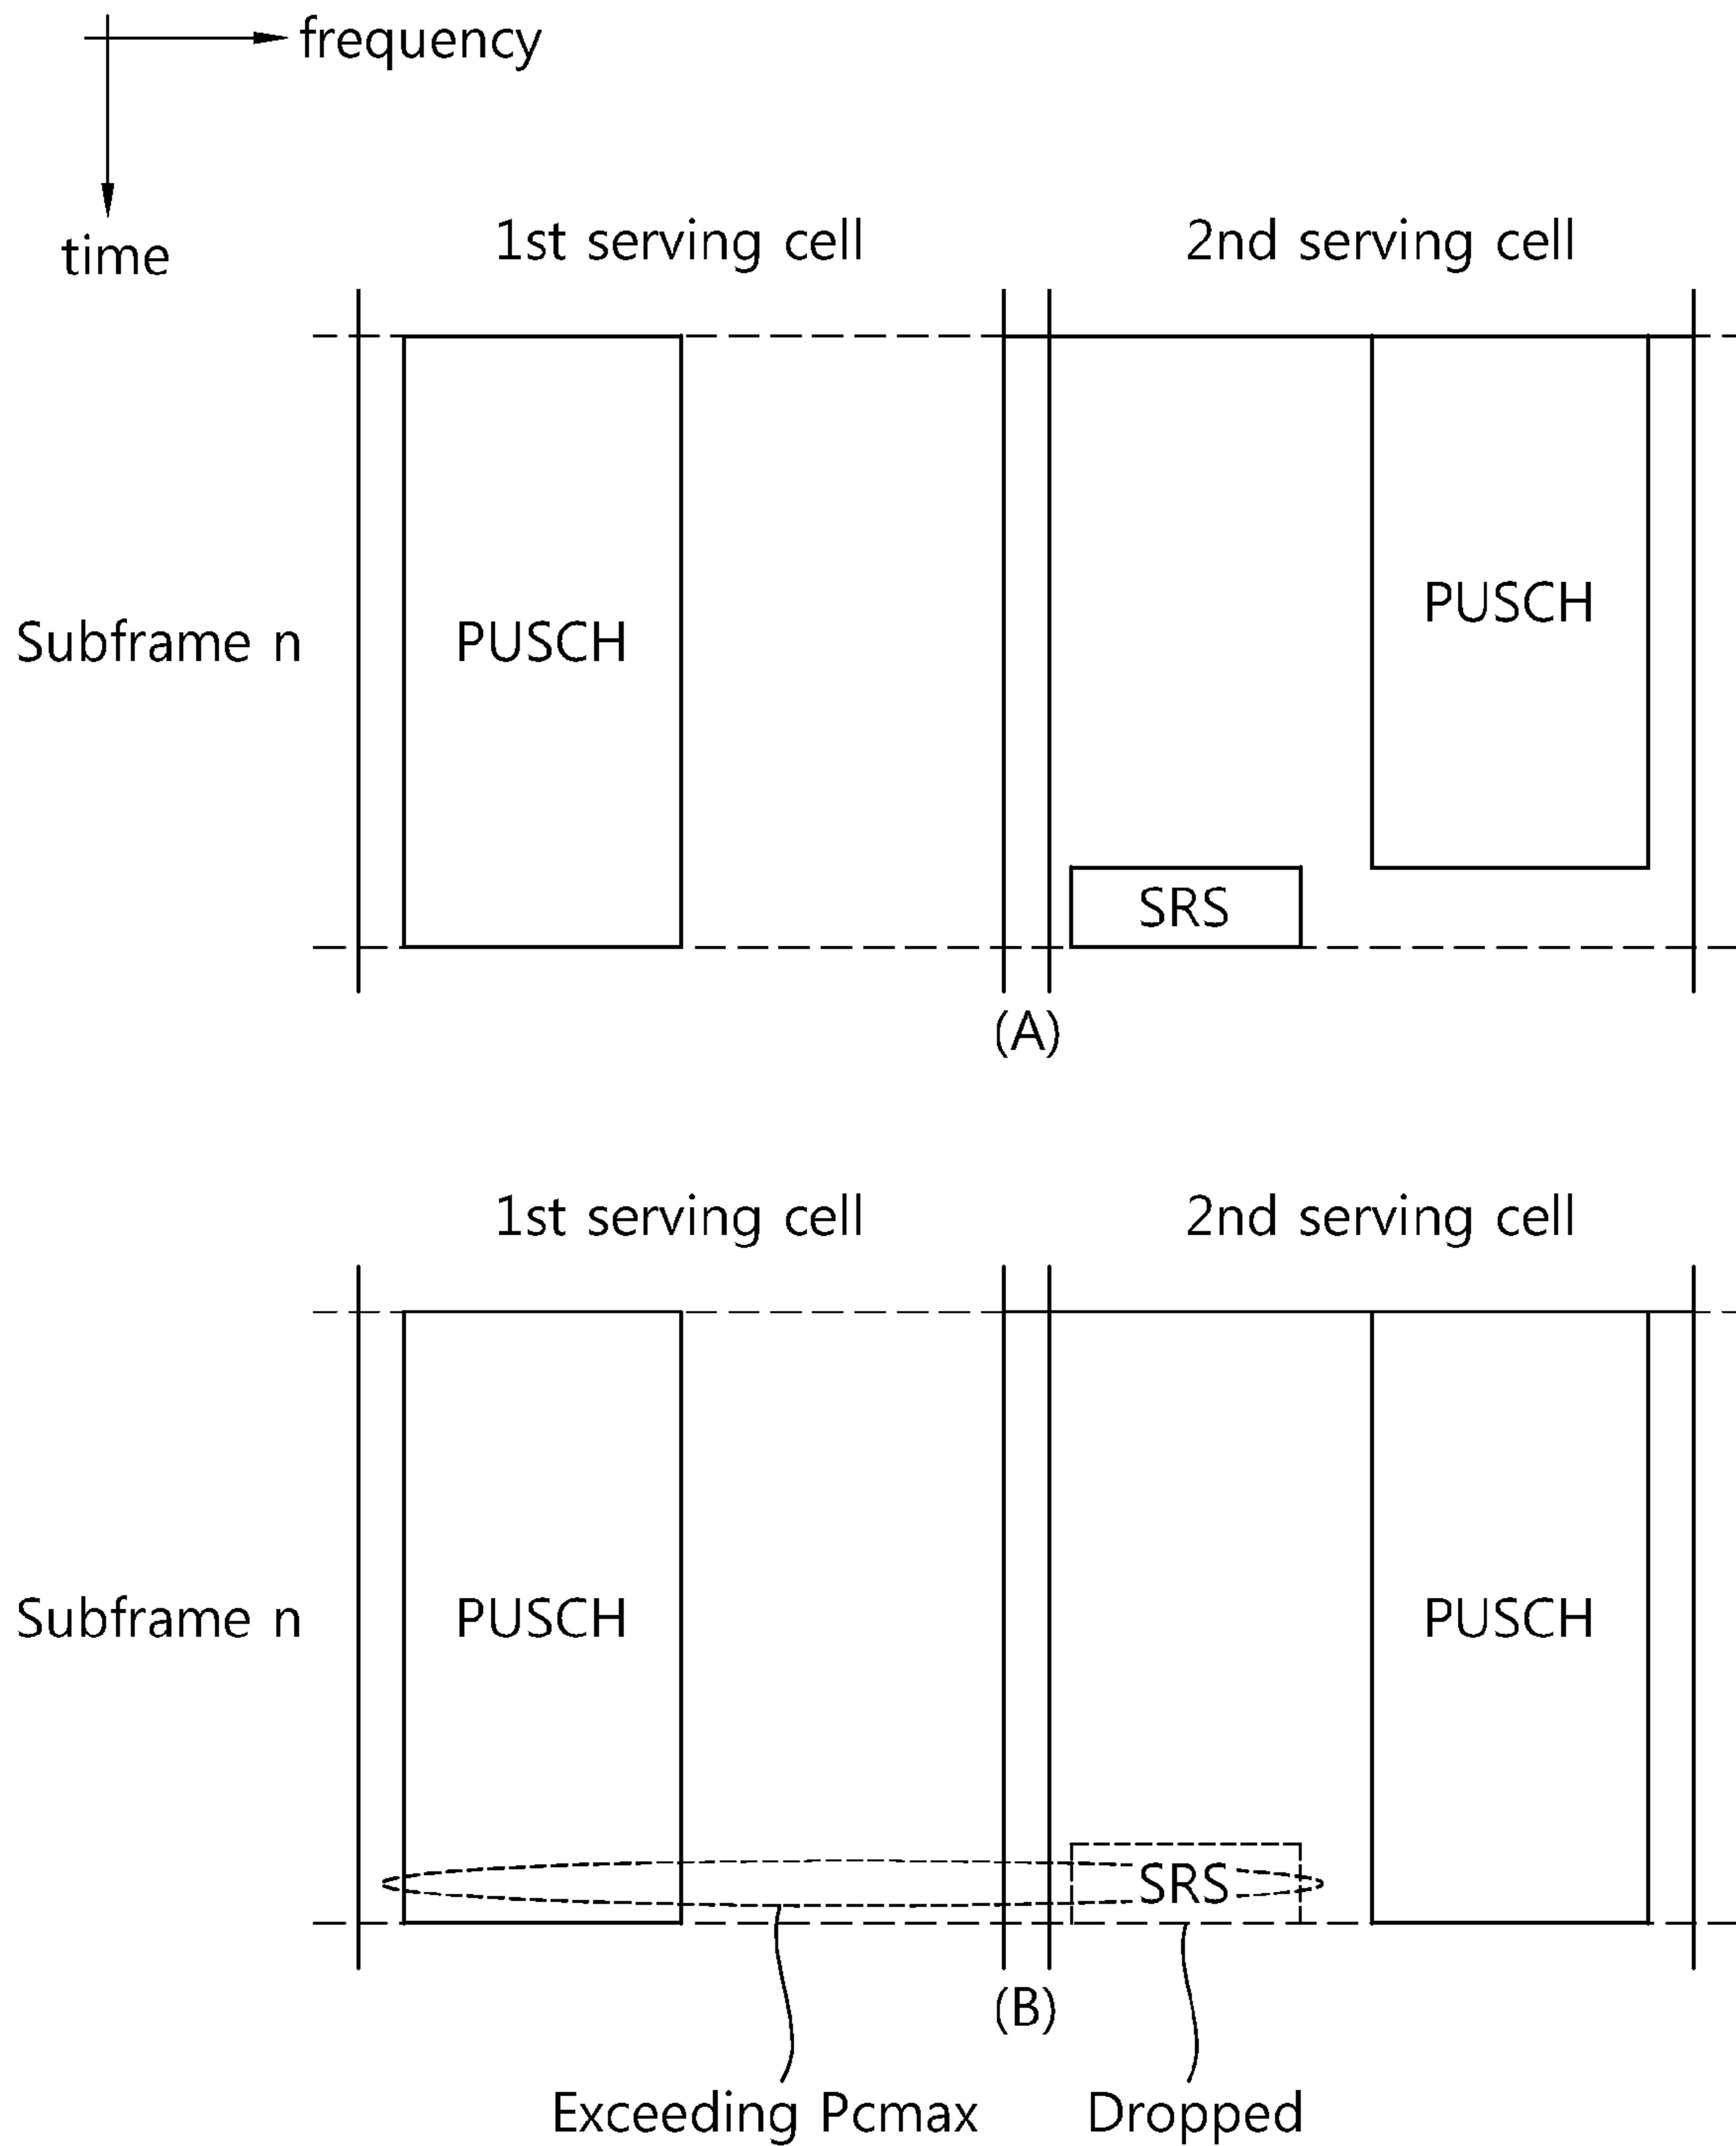 frequency
time
1st serving cell
2nd serving cell
Subframe n
PUSCH
PUSCH
SRS
(A)
1st serving cell
2nd serving cell
Subframe n
PUSCH
PUSCH
SRS
(B)
Exceeding Pcmax
Dropped